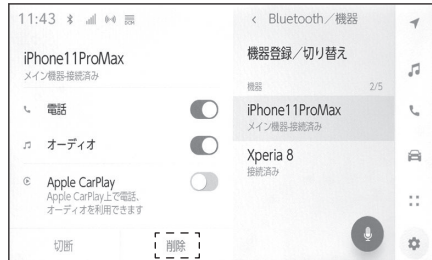 11:43
iPhone11ProMax
メイン機器-接続済み
電話
オーディオ
Apple CarPlay
Apple CarPlay上で電話、
オーディオを利用できます
切断
削除
< Bluetooth／機器
機器登録／切り替え
機器 2/5
iPhone11ProMax
メイン機器-接続済み
Xperia 8
接続済み